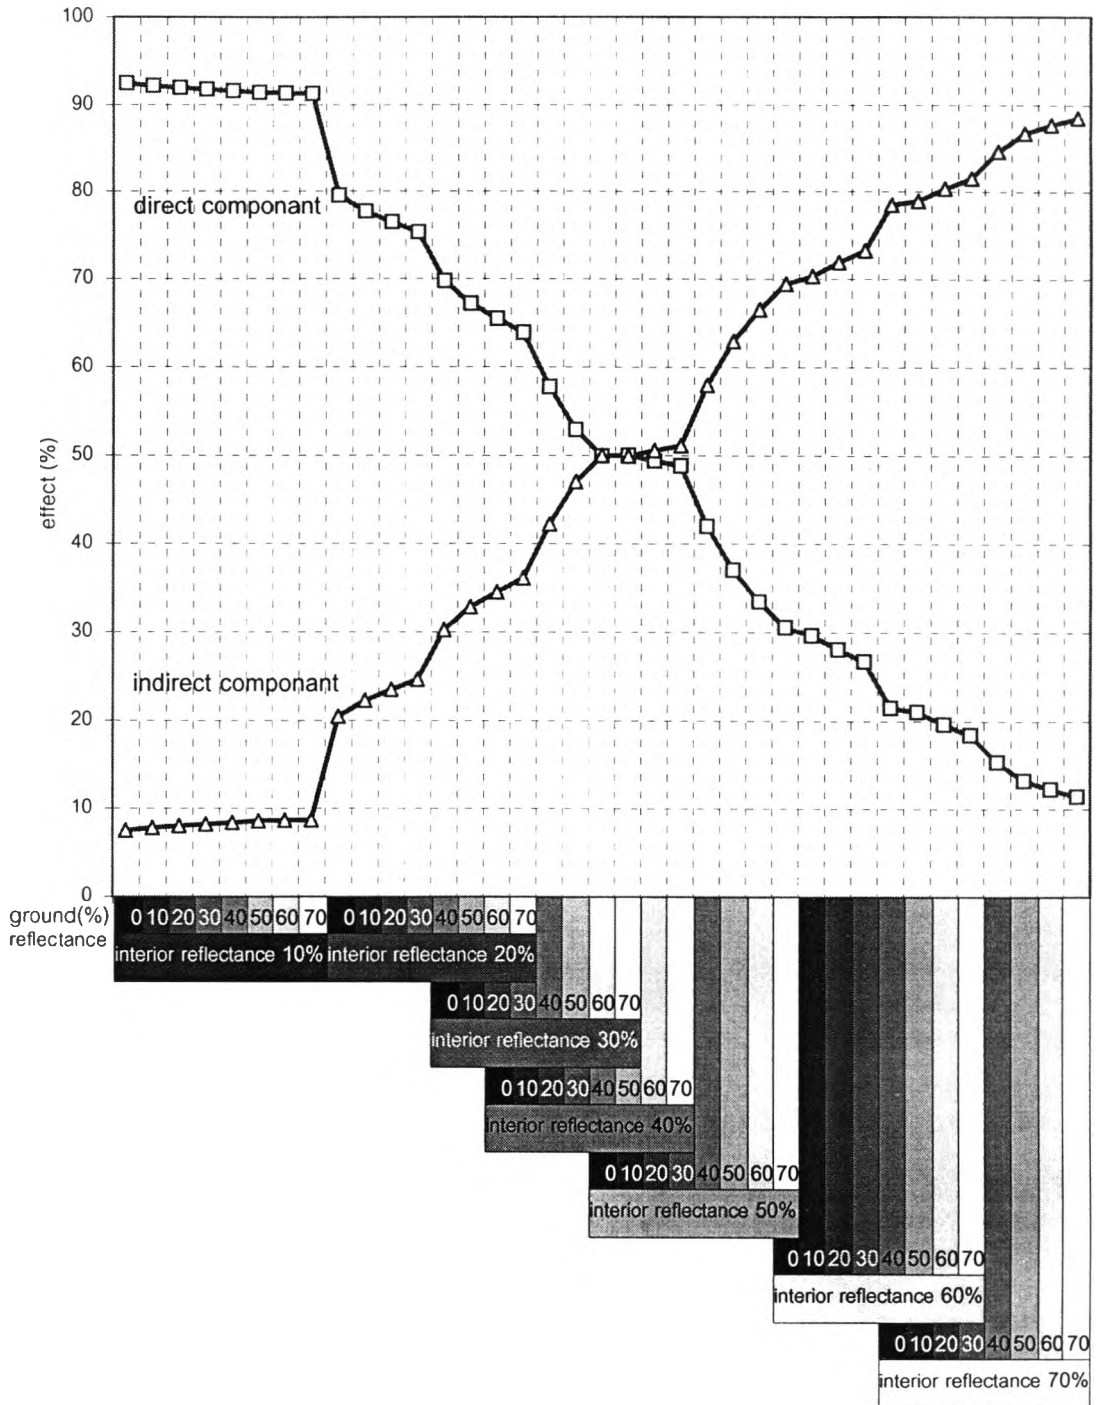 100
90
80
direct componant
70
60
effect (%)
50
40
30
indirect componant
20
10
0
ground(%)
reflectance
0 10 20 30 40 50 60 70 0 10 20 30 40 50 60 70
interior reflectance 10% interior reflectance 20%
0 10 20 30 40 50 60 70
interior reflectance 30%
0 10 20 30 40 50 60 70
interior reflectance 40%
0 10 20 30 40 50 60 70
interior reflectance 50%
0 10 20 30 40 50 60 70
interior reflectance 60%
0 10 20 30 40 50 60 70
interior reflectance 70%